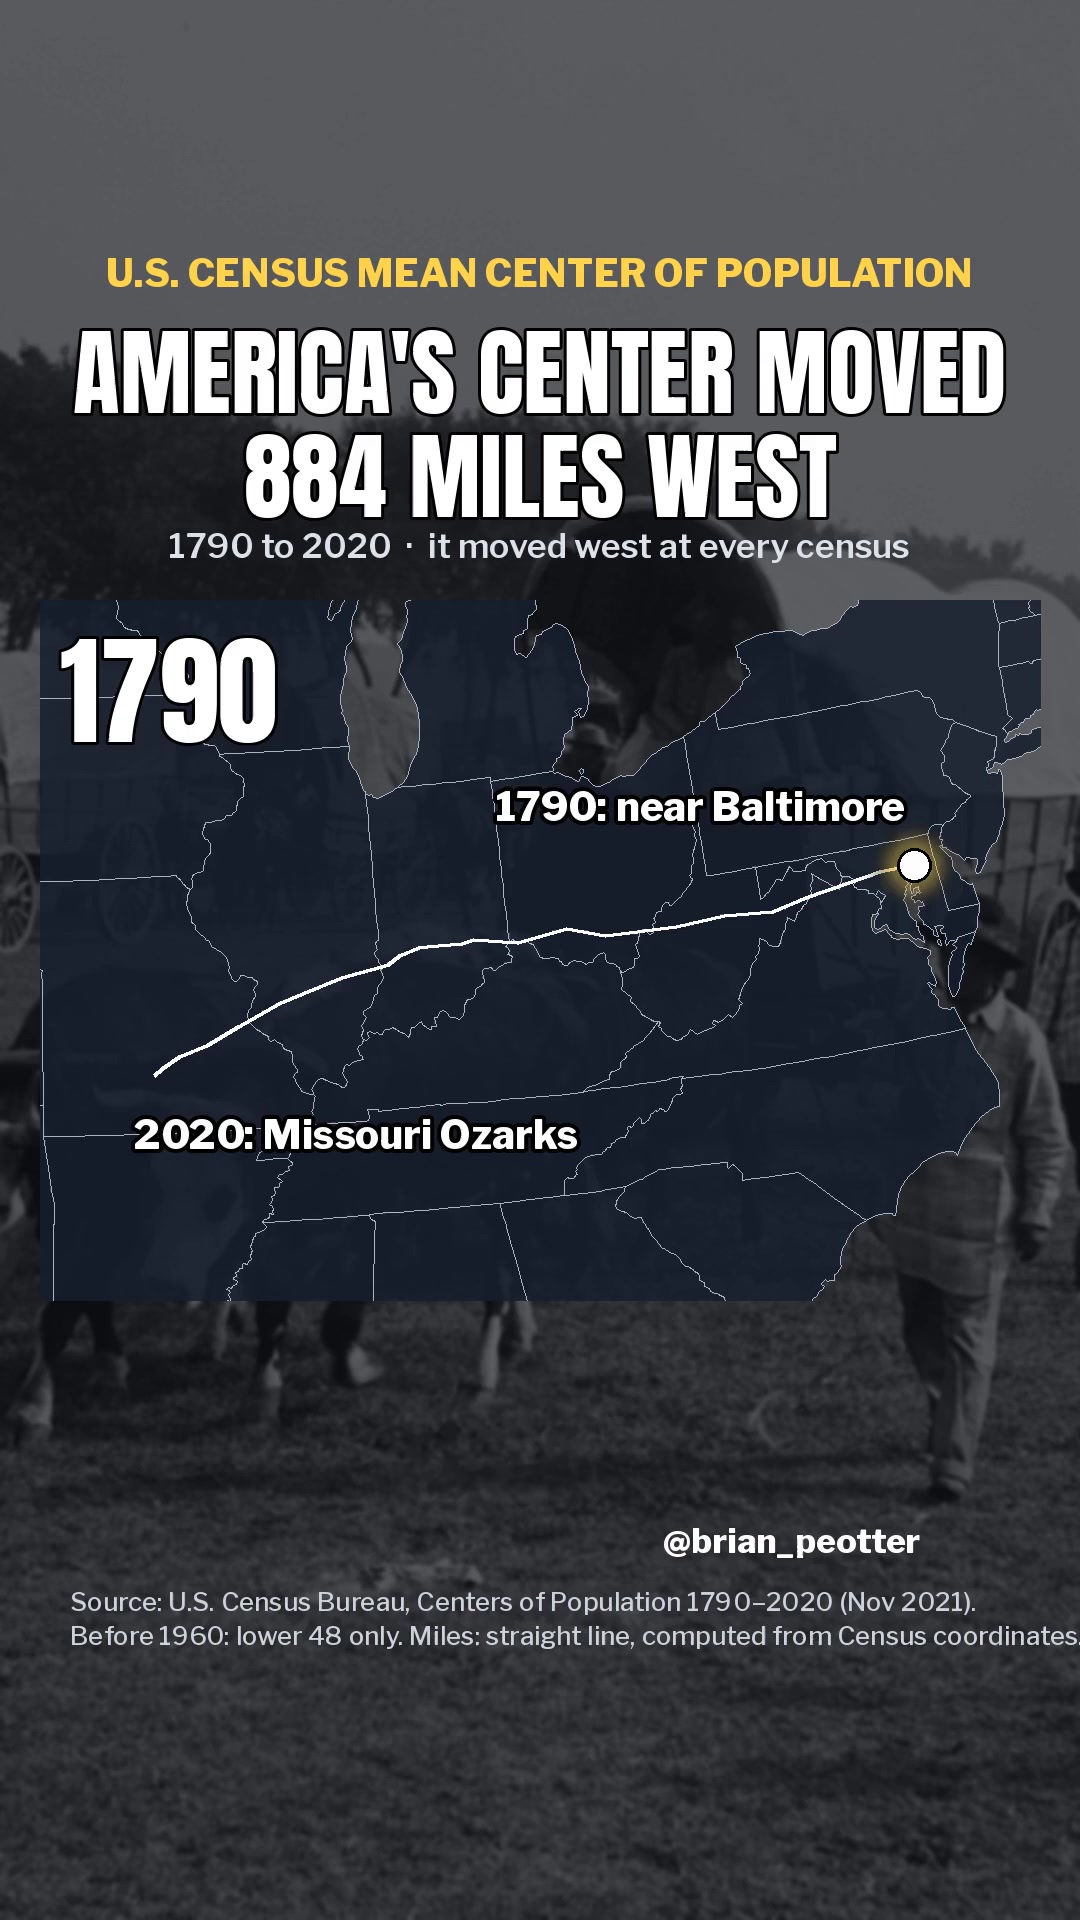 U.S. CENSUS MEAN CENTER OF POPULATION
AMERICA'S CENTER MOVED
884 MILES WEST
1790 to 2020 · it moved west at every census
1790
1790: near Baltimore
2020: Missouri Ozarks
@brian_peotter
Source: U.S. Census Bureau, Centers of Population 1790–2020 (Nov 2021).
Before 1960: lower 48 only. Miles: straight line, computed from Census coordinates.